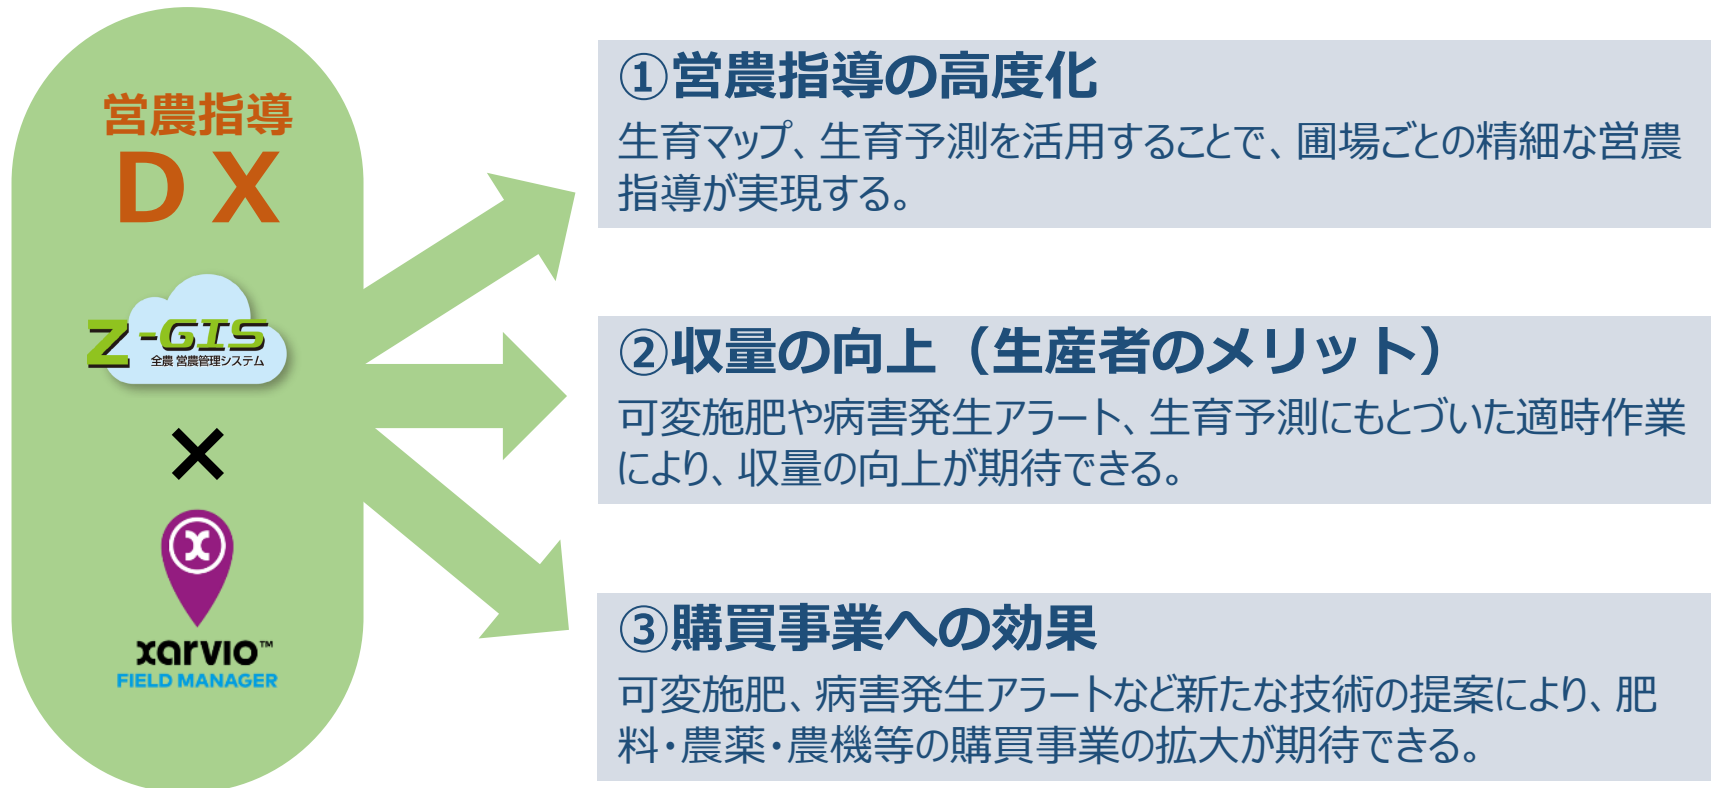 営農指導
ＤＸ
Z-GIS
全農 営農管理システム
×
xarvio™
FIELD MANAGER
①営農指導の高度化
生育マップ、生育予測を活用することで、圃場ごとの精細な営農
指導が実現する。
②収量の向上（生産者のメリット）
可変施肥や病害発生アラート、生育予測にもとづいた適時作業
により、収量の向上が期待できる。
③購買事業への効果
可変施肥、病害発生アラートなど新たな技術の提案により、肥
料・農薬・農機等の購買事業の拡大が期待できる。